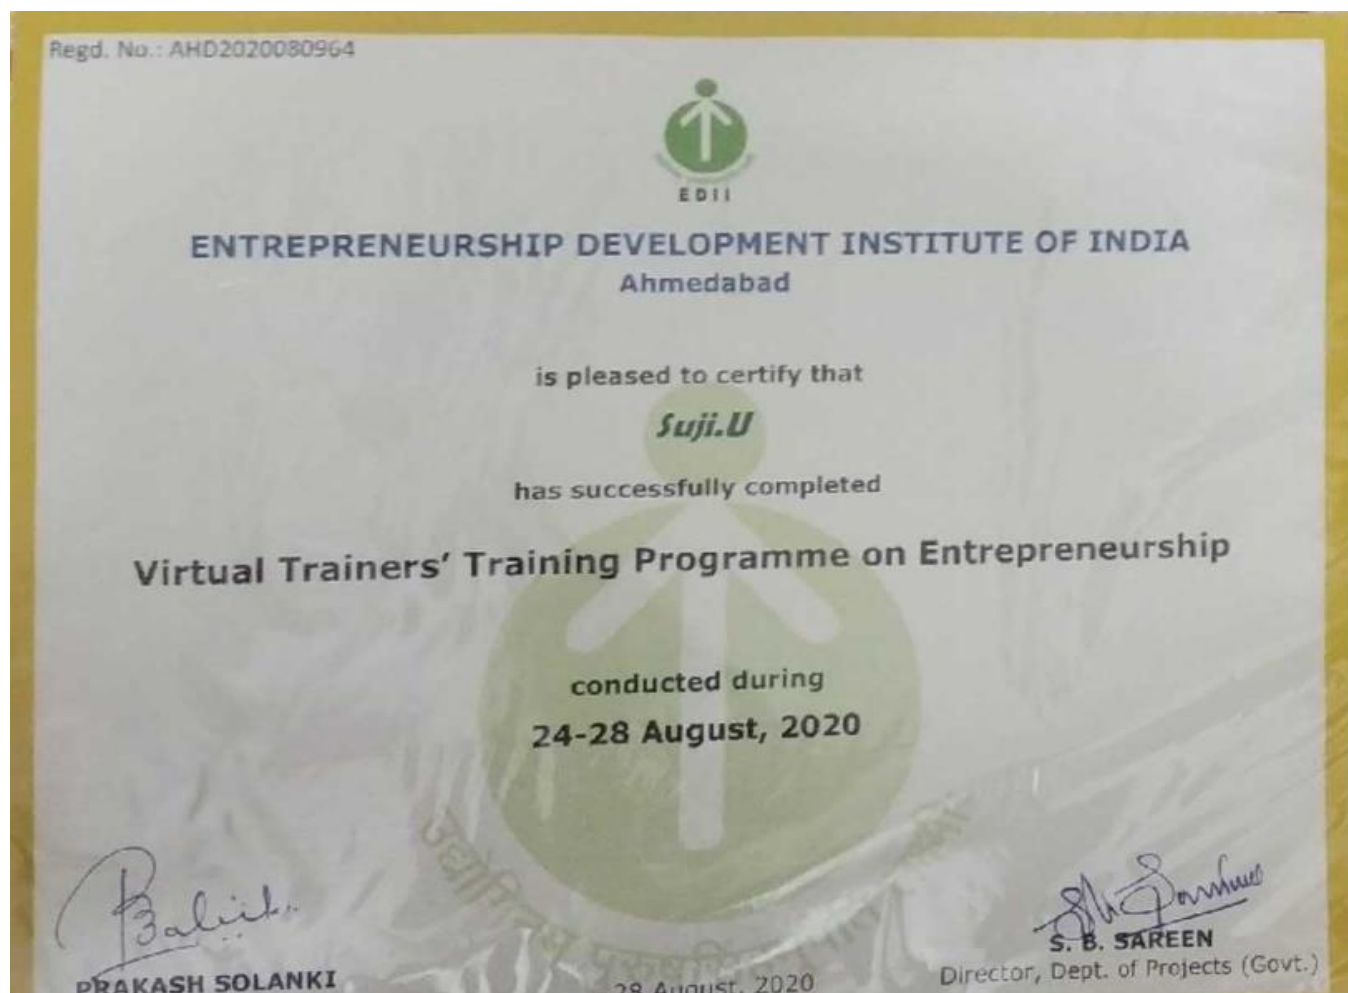 Regd. No.: AHD2020080964
EDII
ENTREPRENEURSHIP DEVELOPMENT INSTITUTE OF INDIA
Ahmedabad
is pleased to certify that
Suji.U
has successfully completed
Virtual Trainers’ Training Programme on Entrepreneurship
conducted during
24-28 August, 2020
S. B. SAREEN
Director, Dept. of Projects (Govt.)
PRAKASH SOLANKI
28 August, 2020